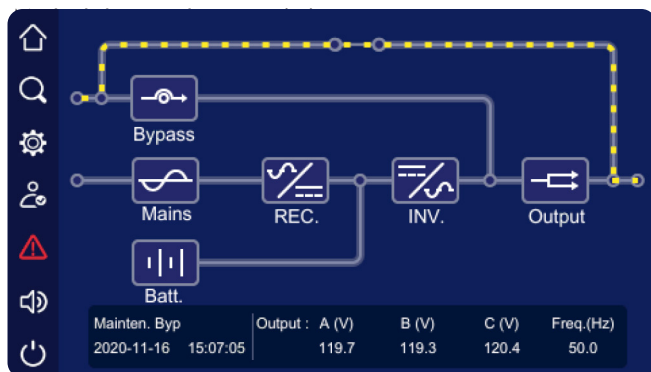 Bypass
Mains
REC.
INV.
Output
Batt.
Mainten. Byp Output : A (V) B (V) C (V) Freq.(Hz)
2020-11-16 15:07:05 119.7 119.3 120.4 50.0